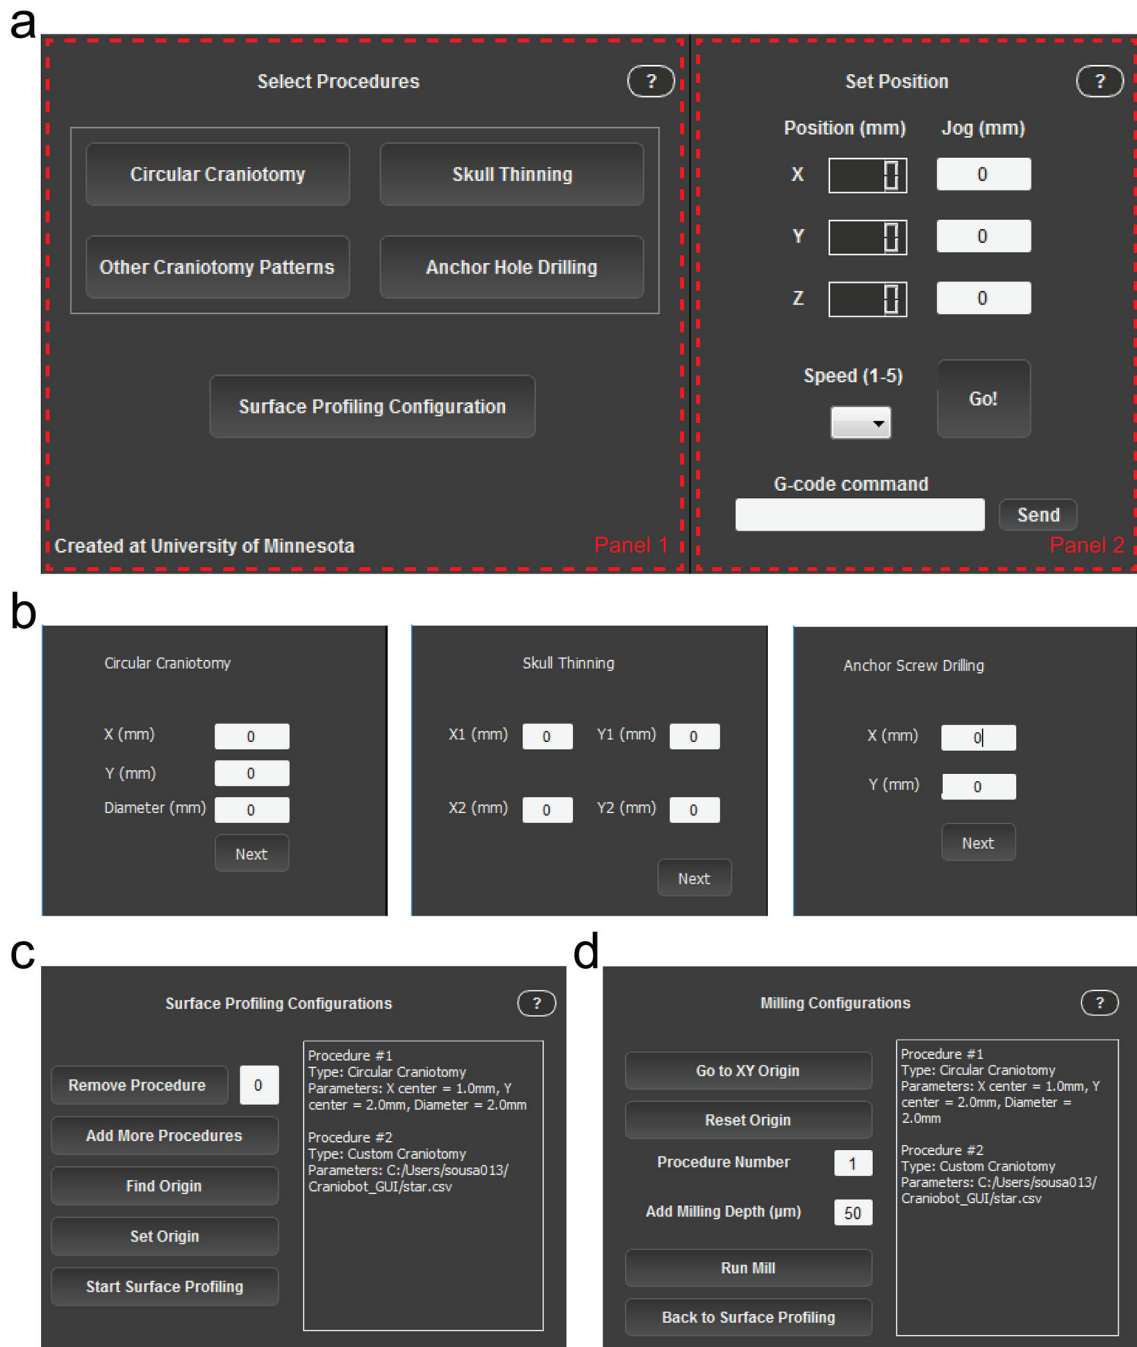 a
Select Procedures
?
Circular Craniotomy
Skull Thinning
Other Craniotomy Patterns
Anchor Hole Drilling
Surface Profiling Configuration
Created at University of Minnesota
Panel 1
Set Position
?
Position (mm)
Jog (mm)
X
0
0
Y
0
0
Z
0
0
Speed (1-5)
Go!
G-code command
Send
Panel 2
b
Circular Craniotomy
X (mm)
0
Y (mm)
0
Diameter (mm)
0
Next
Skull Thinning
X1 (mm)
0
Y1 (mm)
0
X2 (mm)
0
Y2 (mm)
0
Next
Anchor Screw Drilling
X (mm)
0
Y (mm)
0
Next
c
Surface Profiling Configurations
?
Remove Procedure
0
Add More Procedures
Find Origin
Set Origin
Start Surface Profiling
Procedure #1
Type: Circular Craniotomy
Parameters: X center = 1.0mm, Y
center = 2.0mm, Diameter = 2.0mm
Procedure #2
Type: Custom Craniotomy
Parameters: C:/Users/sousa013/
Craniobot_GUI/star.csv
d
Milling Configurations
?
Go to XY Origin
Reset Origin
Procedure Number
1
Add Milling Depth (µm)
50
Run Mill
Back to Surface Profiling
Procedure #1
Type: Circular Craniotomy
Parameters: X center = 1.0mm, Y
center = 2.0mm, Diameter =
2.0mm
Procedure #2
Type: Custom Craniotomy
Parameters: C:/Users/sousa013/
Craniobot_GUI/star.csv